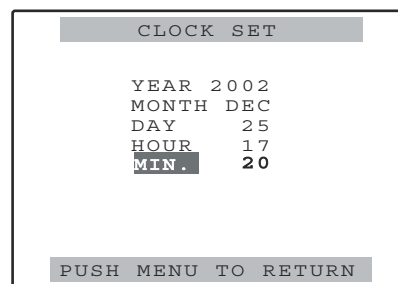 CLOCK SET
YEAR 2002
MONTH DEC
DAY 25
HOUR 17
MIN. 20
PUSH MENU TO RETURN